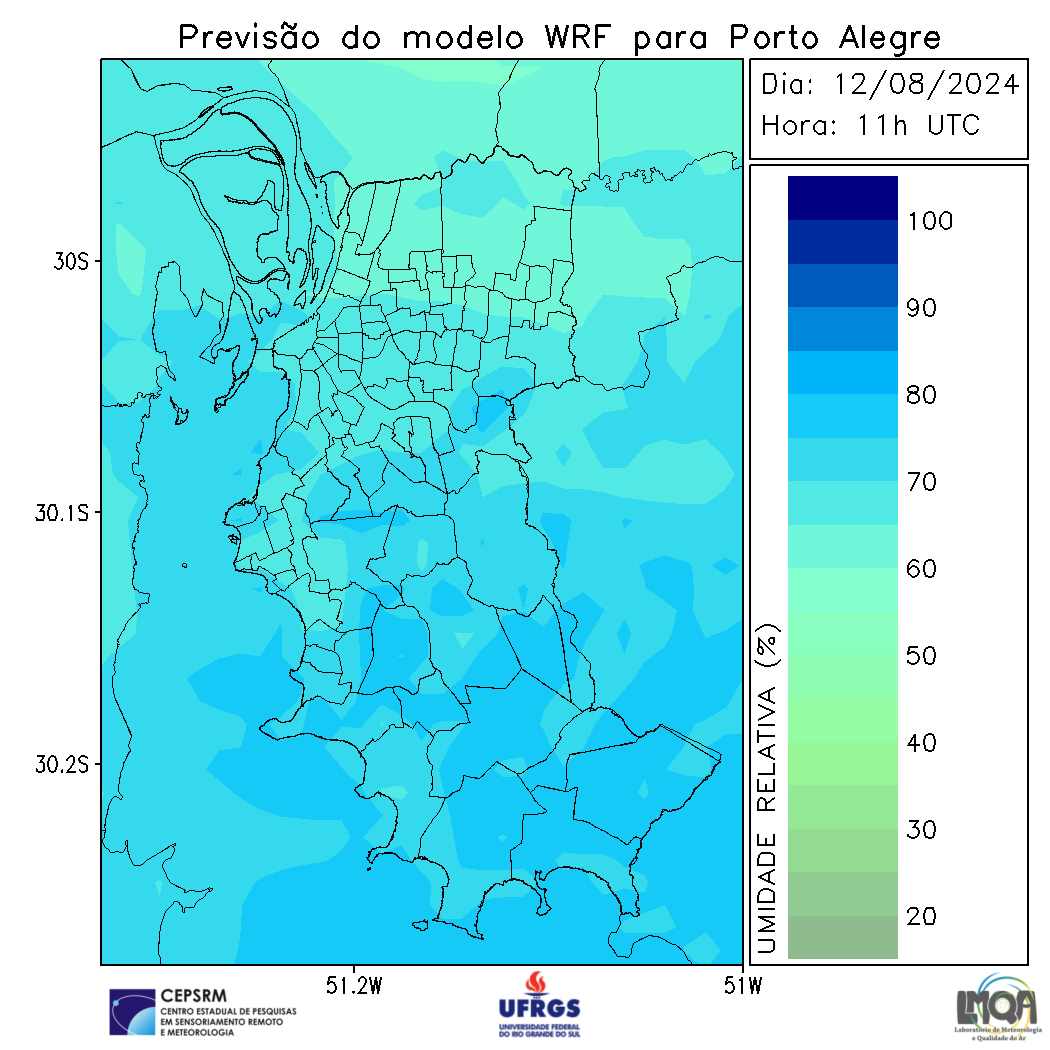 Previsão do modelo WRF para Porto Alegre
Dia: 12/08/2024
Hora: 11h UTC
30S
30.1S
30.2S
51.2W
51W
UMIDADE RELATIVA (%)
100
90
80
70
60
50
40
30
20
CEPSRM
CENTRO ESTADUAL DE PESQUISAS
EM SENSORIAMENTO REMOTO
E METEOROLOGIA
UFRGS
UNIVERSIDADE FEDERAL
DO RIO GRANDE DO SUL
LMQA
Laboratório de Meteorologia
e Qualidade do Ar